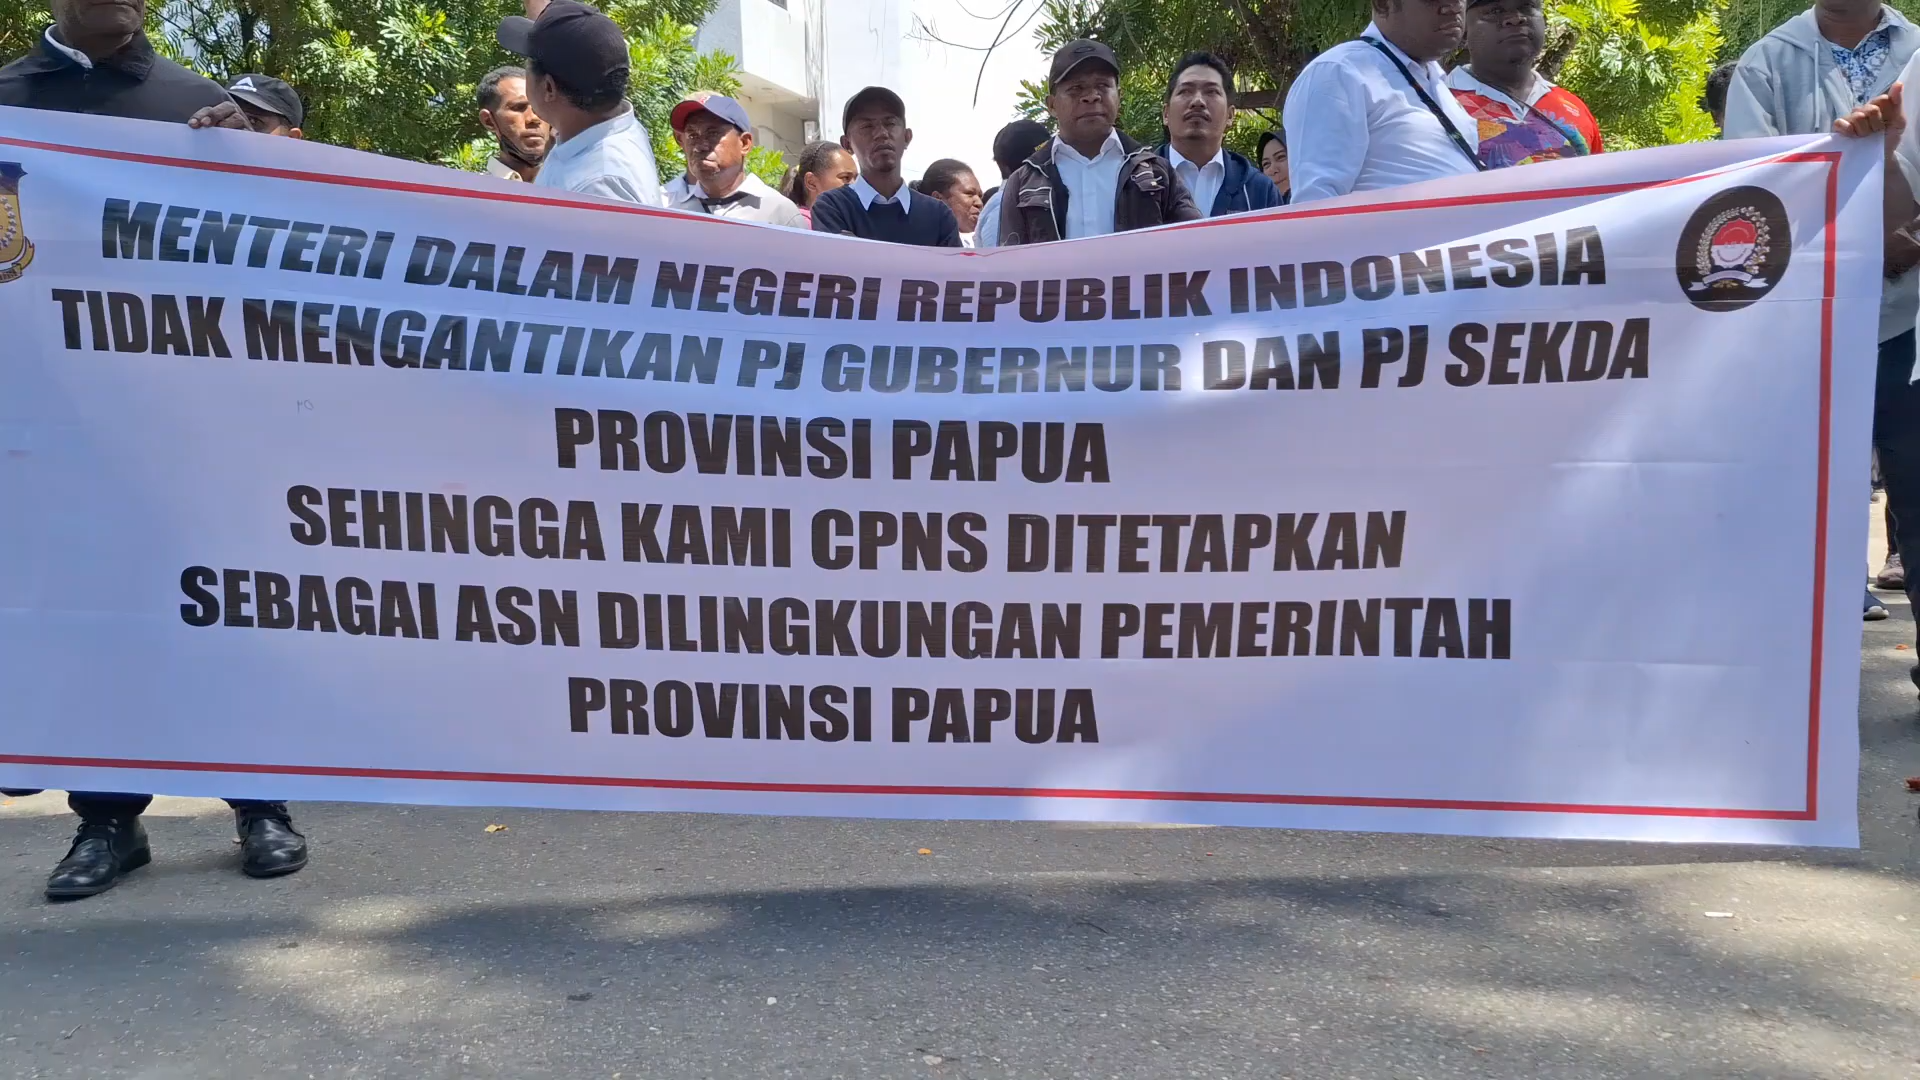 MENTERI DALAM NEGERI REPUBLIK INDONESIA
TIDAK MENGANTIKAN PJ GUBERNUR DAN PJ SEKDA
PROVINSI PAPUA
SEHINGGA KAMI CPNS DITETAPKAN
SEBAGAI ASN DILINGKUNGAN PEMERINTAH
PROVINSI PAPUA